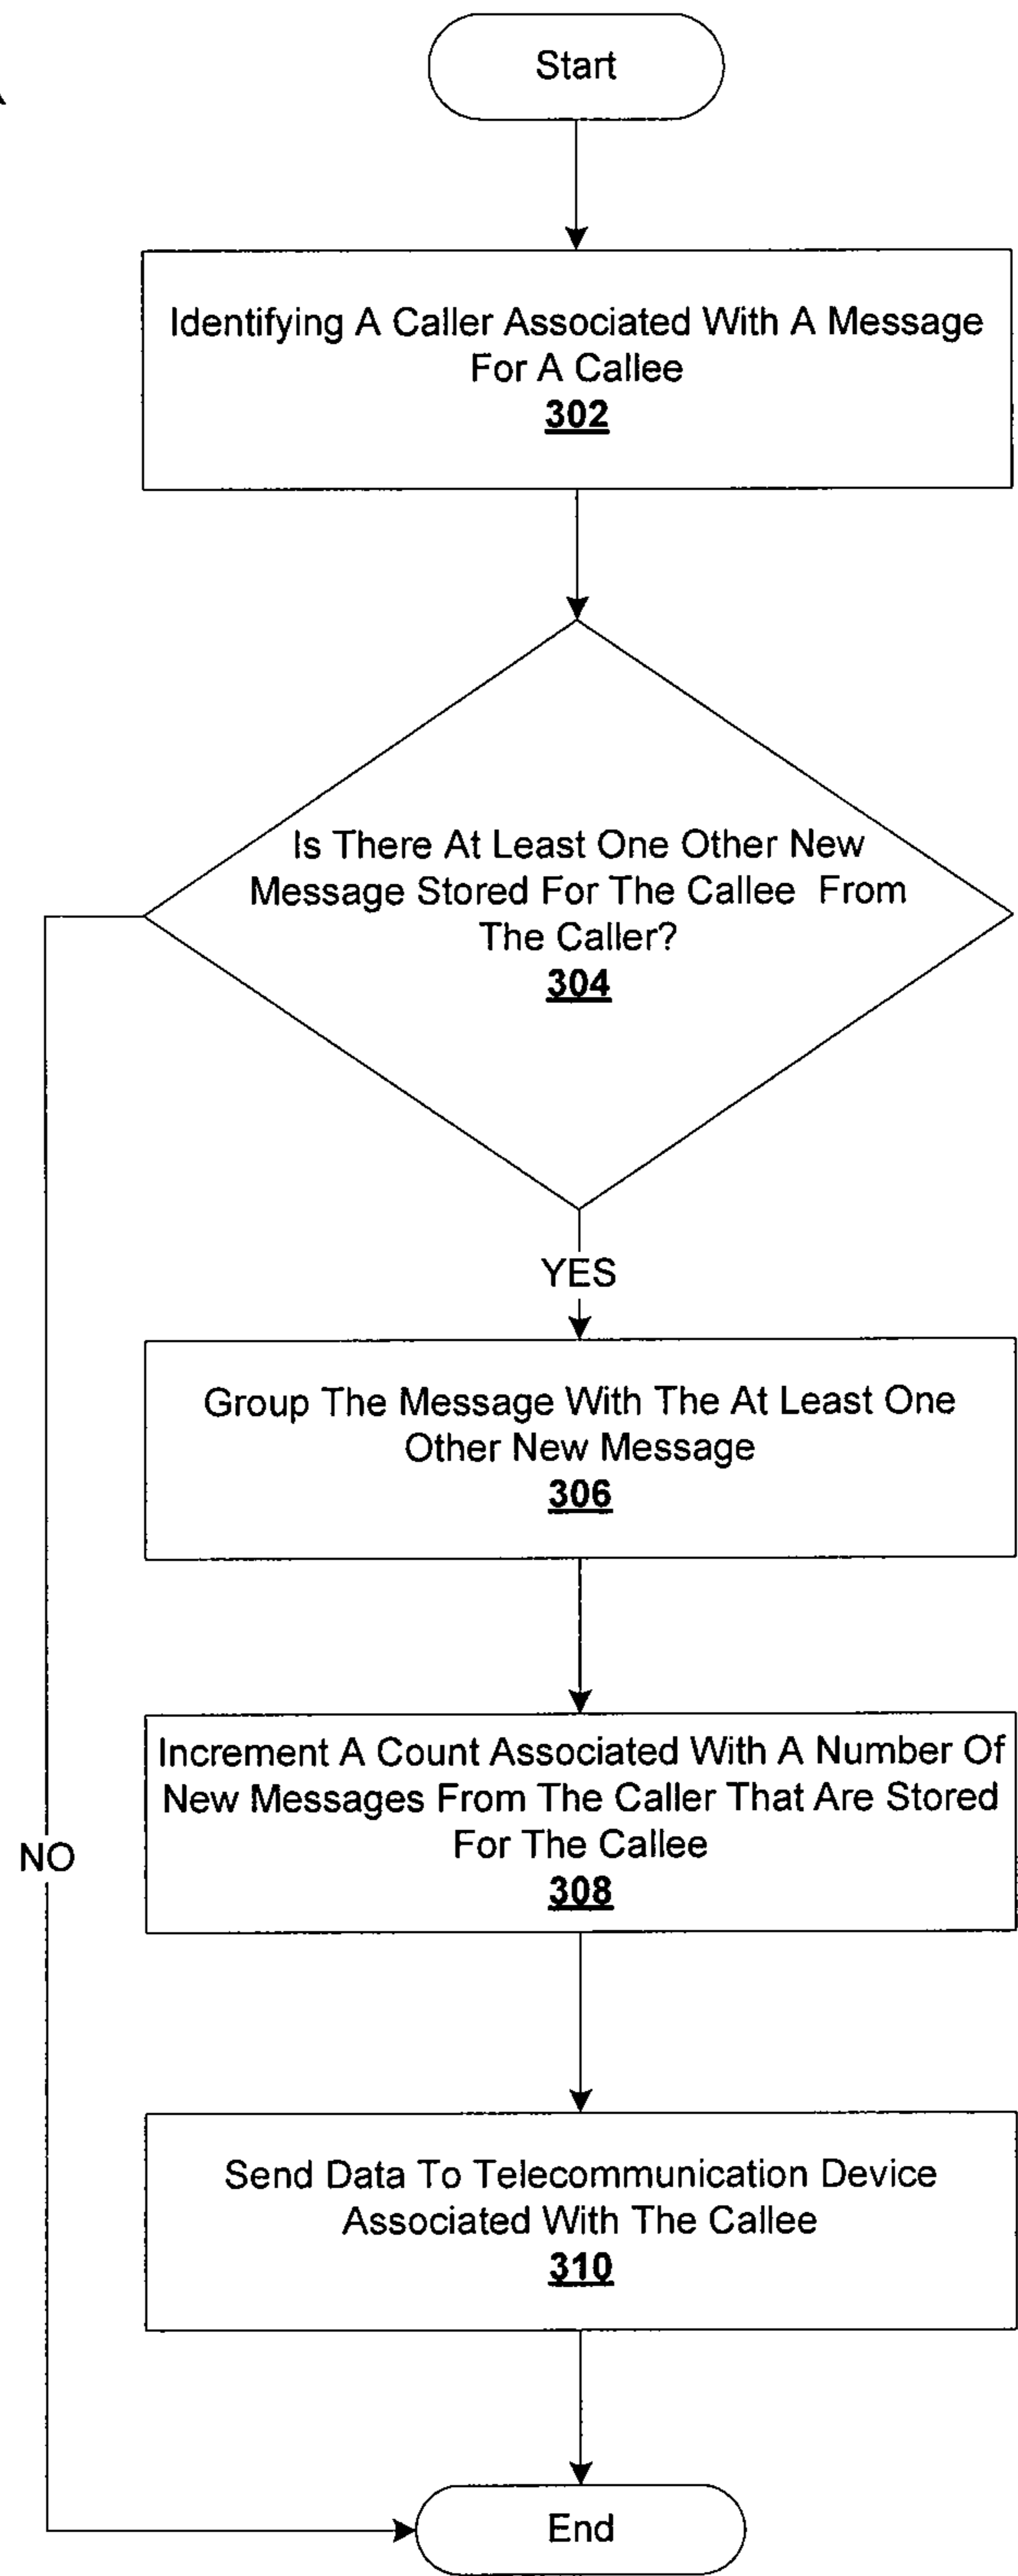 Start
Identifying A Caller Associated With A Message
For A Callee
302
Is There At Least One Other New
Message Stored For The Callee From
The Caller?
304
YES
Group The Message With The At Least One
Other New Message
306
Increment A Count Associated With A Number Of
New Messages From The Caller That Are Stored
For The Callee
308
NO
Send Data To Telecommunication Device
Associated With The Callee
310
End